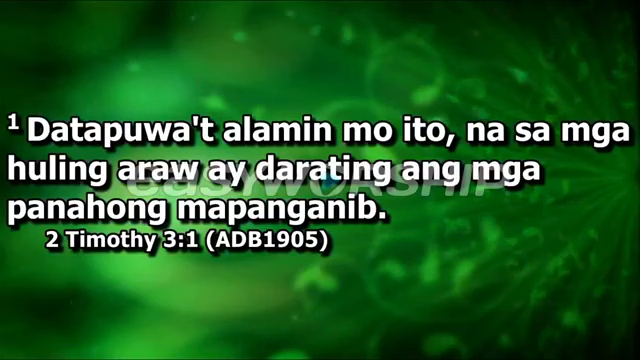 1 Datapuwa't alamin mo ito, na sa mga
huling araw ay darating ang mga
easyWORSHIP
panahong mapanganib.
2 Timothy 3:1 (ADB1905)